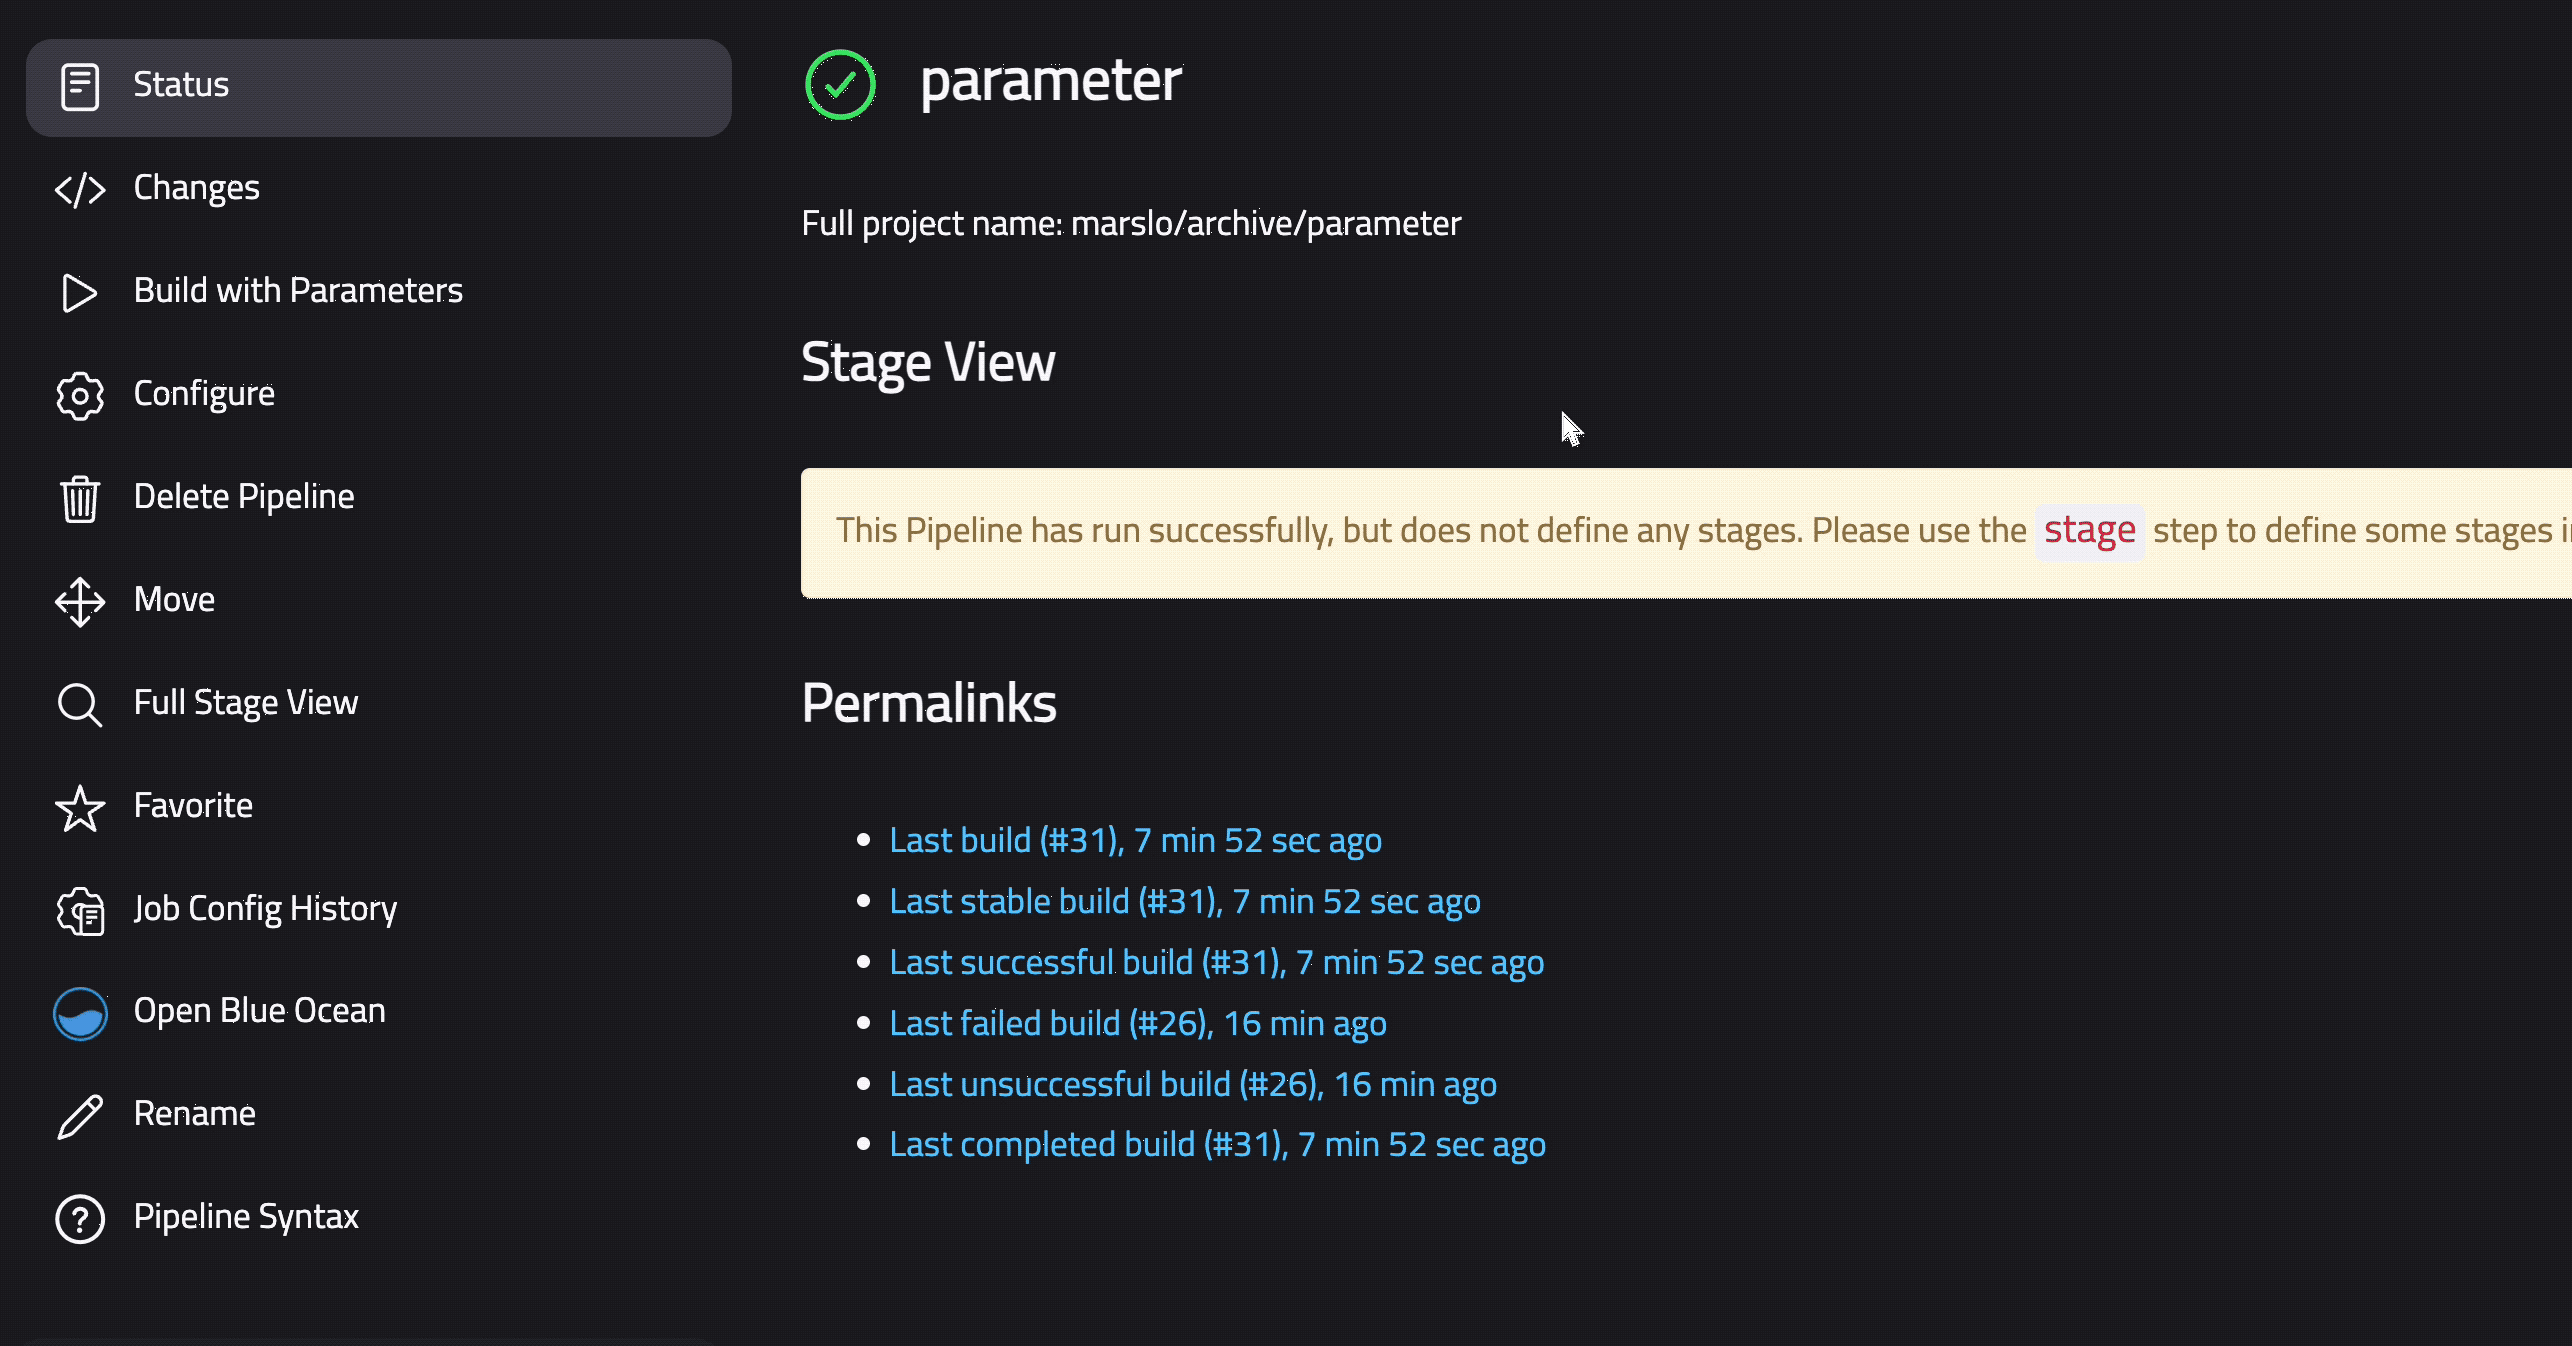 Status
Changes
Build with Parameters
Configure
Delete Pipeline
Move
Full Stage View
Favorite
Job Config History
Open Blue Ocean
Rename
Pipeline Syntax
parameter
Full project name: marslo/archive/parameter
Stage View
This Pipeline has run successfully, but does not define any stages. Please use the stage step to define some stages
Permalinks
Last build (#31), 7 min 52 sec ago
Last stable build (#31), 7 min 52 sec ago
Last successful build (#31), 7 min 52 sec ago
Last failed build (#26), 16 min ago
Last unsuccessful build (#26), 16 min ago
Last completed build (#31), 7 min 52 sec ago